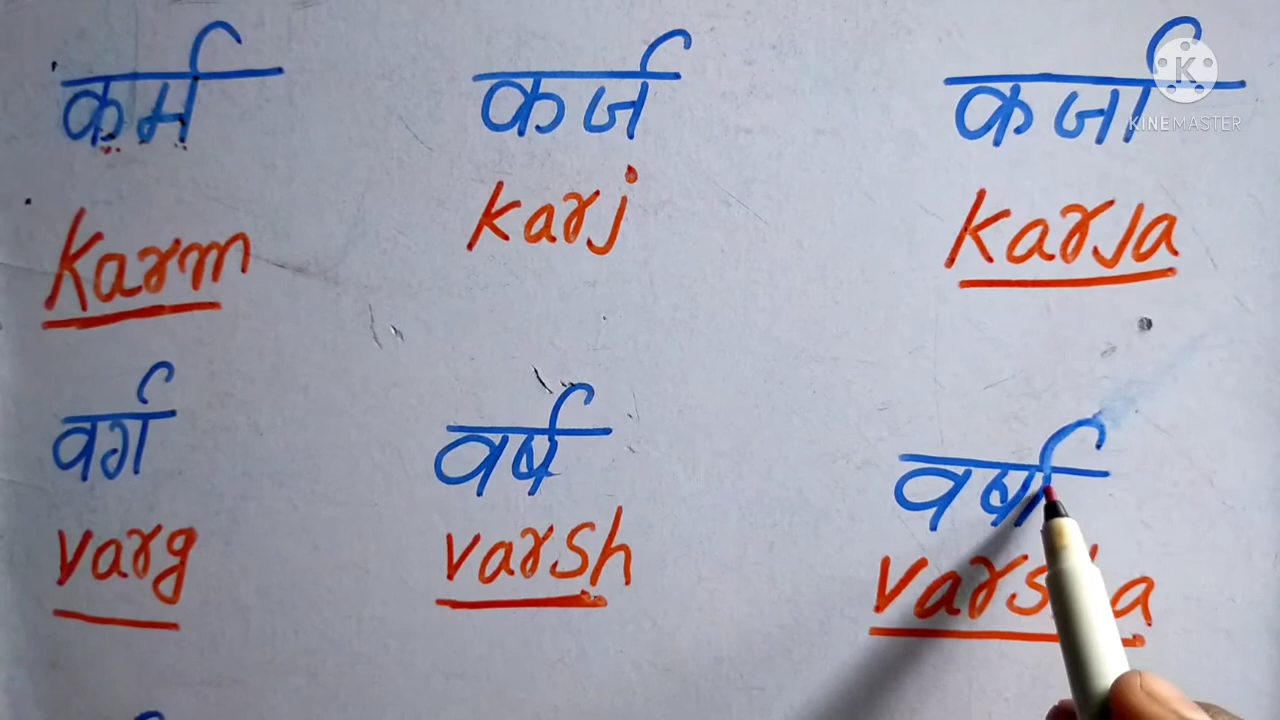 कर्म कर्ज कर्जा
K
KINEMASTER
karm karj karja
वर्ग वर्ष वर्षा
varg varsh